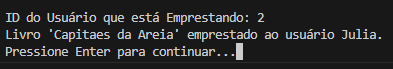 ID do Usuário que está Emprestando: 2
Livro 'Capitaes da Areia' emprestado ao usuário Julia.
Pressione Enter para continuar...